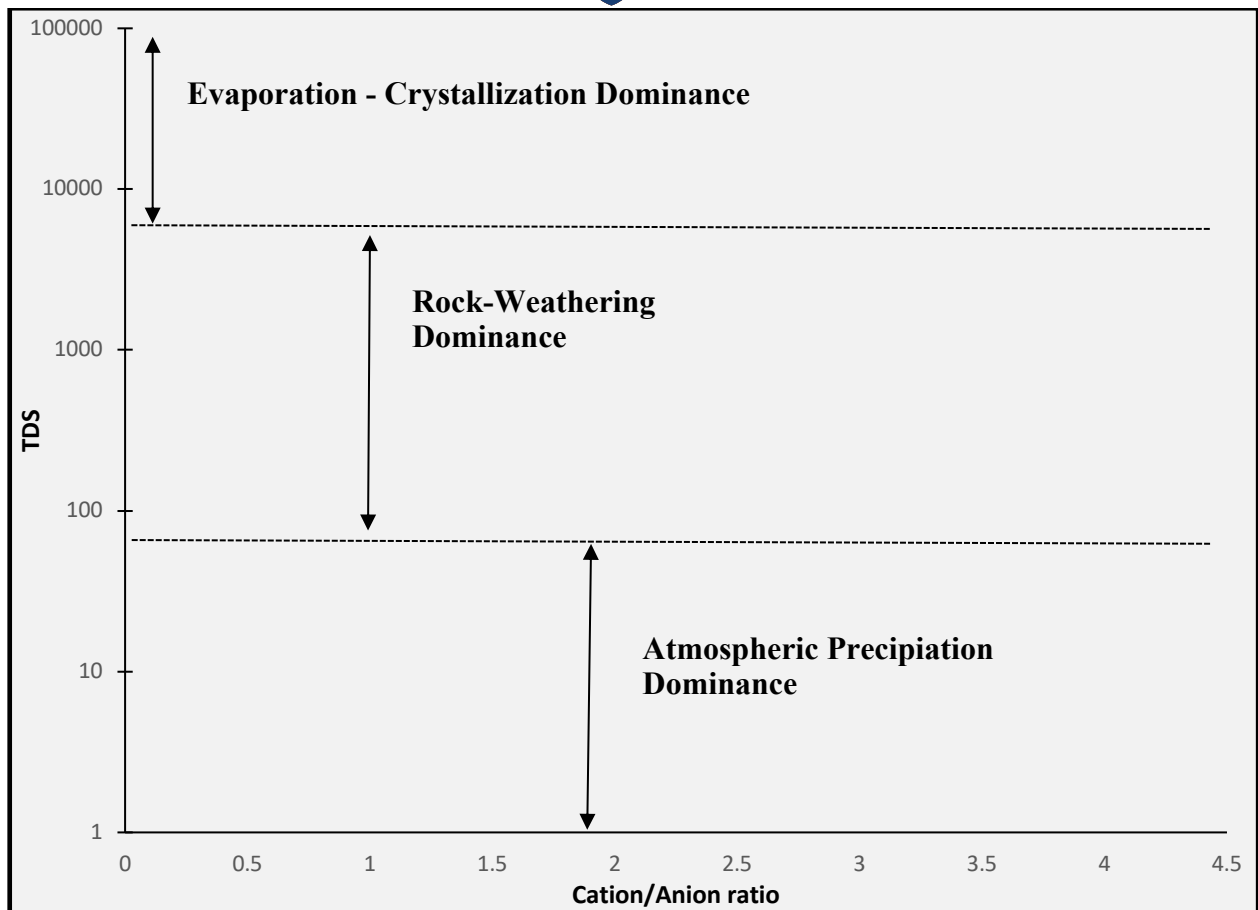 100000
Evaporation - Crystallization Dominance
10000
Rock-Weathering
Dominance
1000
TDS
100
Atmospheric Precipiation
Dominance
10
1
0 0.5 1 1.5 2 2.5 3 3.5 4 4.5
Cation/Anion ratio